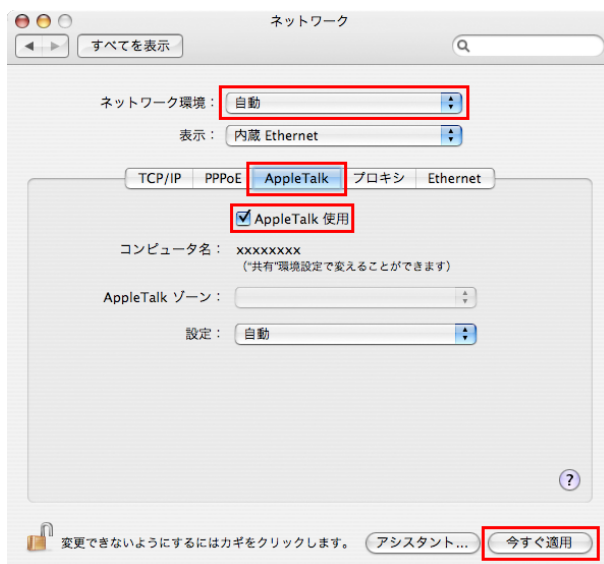 ネットワーク
すべてを表示
ネットワーク環境： 自動
表示： 内蔵 Ethernet
TCP/IP PPPoE AppleTalk プロキシ Ethernet
AppleTalk 使用
コンピュータ名： xxxxxxxx
（“共有”環境設定で変えることができます）
AppleTalk ゾーン：
設定： 自動
?
変更できないようにするにはカギをクリックします。 アシスタント... 今すぐ適用